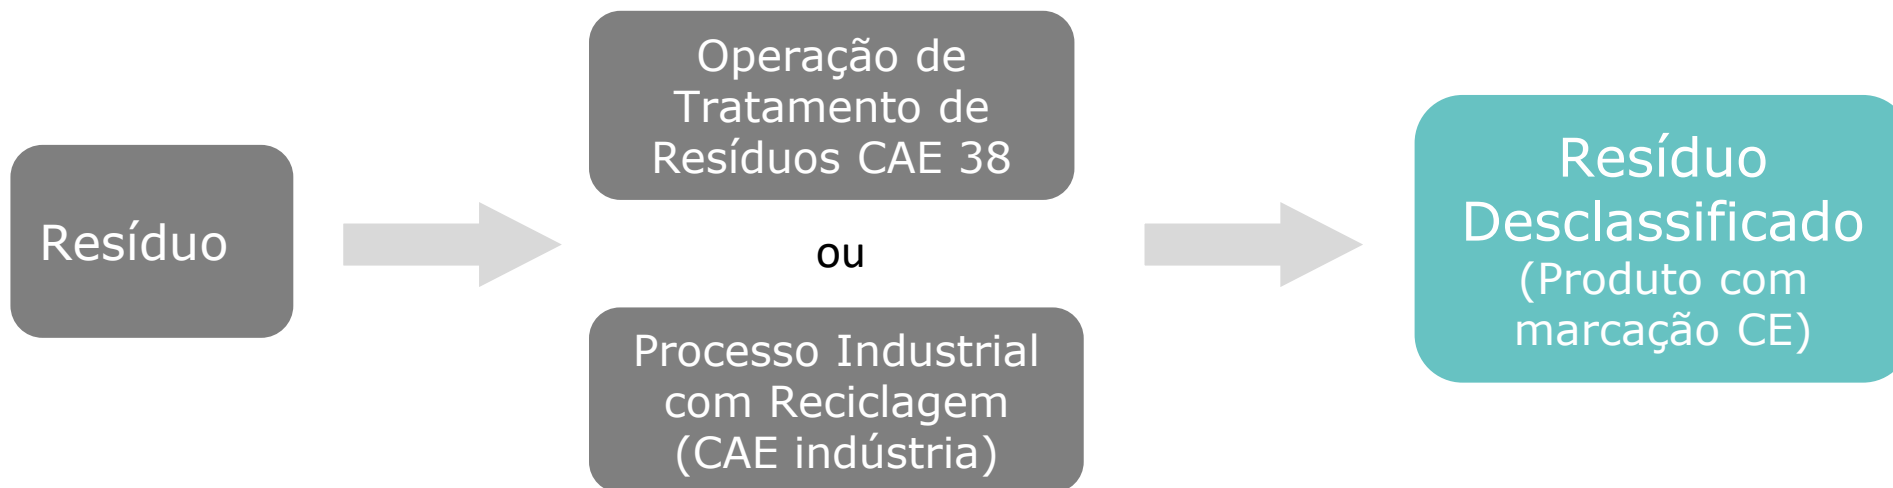 Resíduo
Operação de
Tratamento de
Resíduos CAE 38
ou
Processo Industrial
com Reciclagem
(CAE indústria)
Resíduo
Desclassificado
(Produto com
marcação CE)